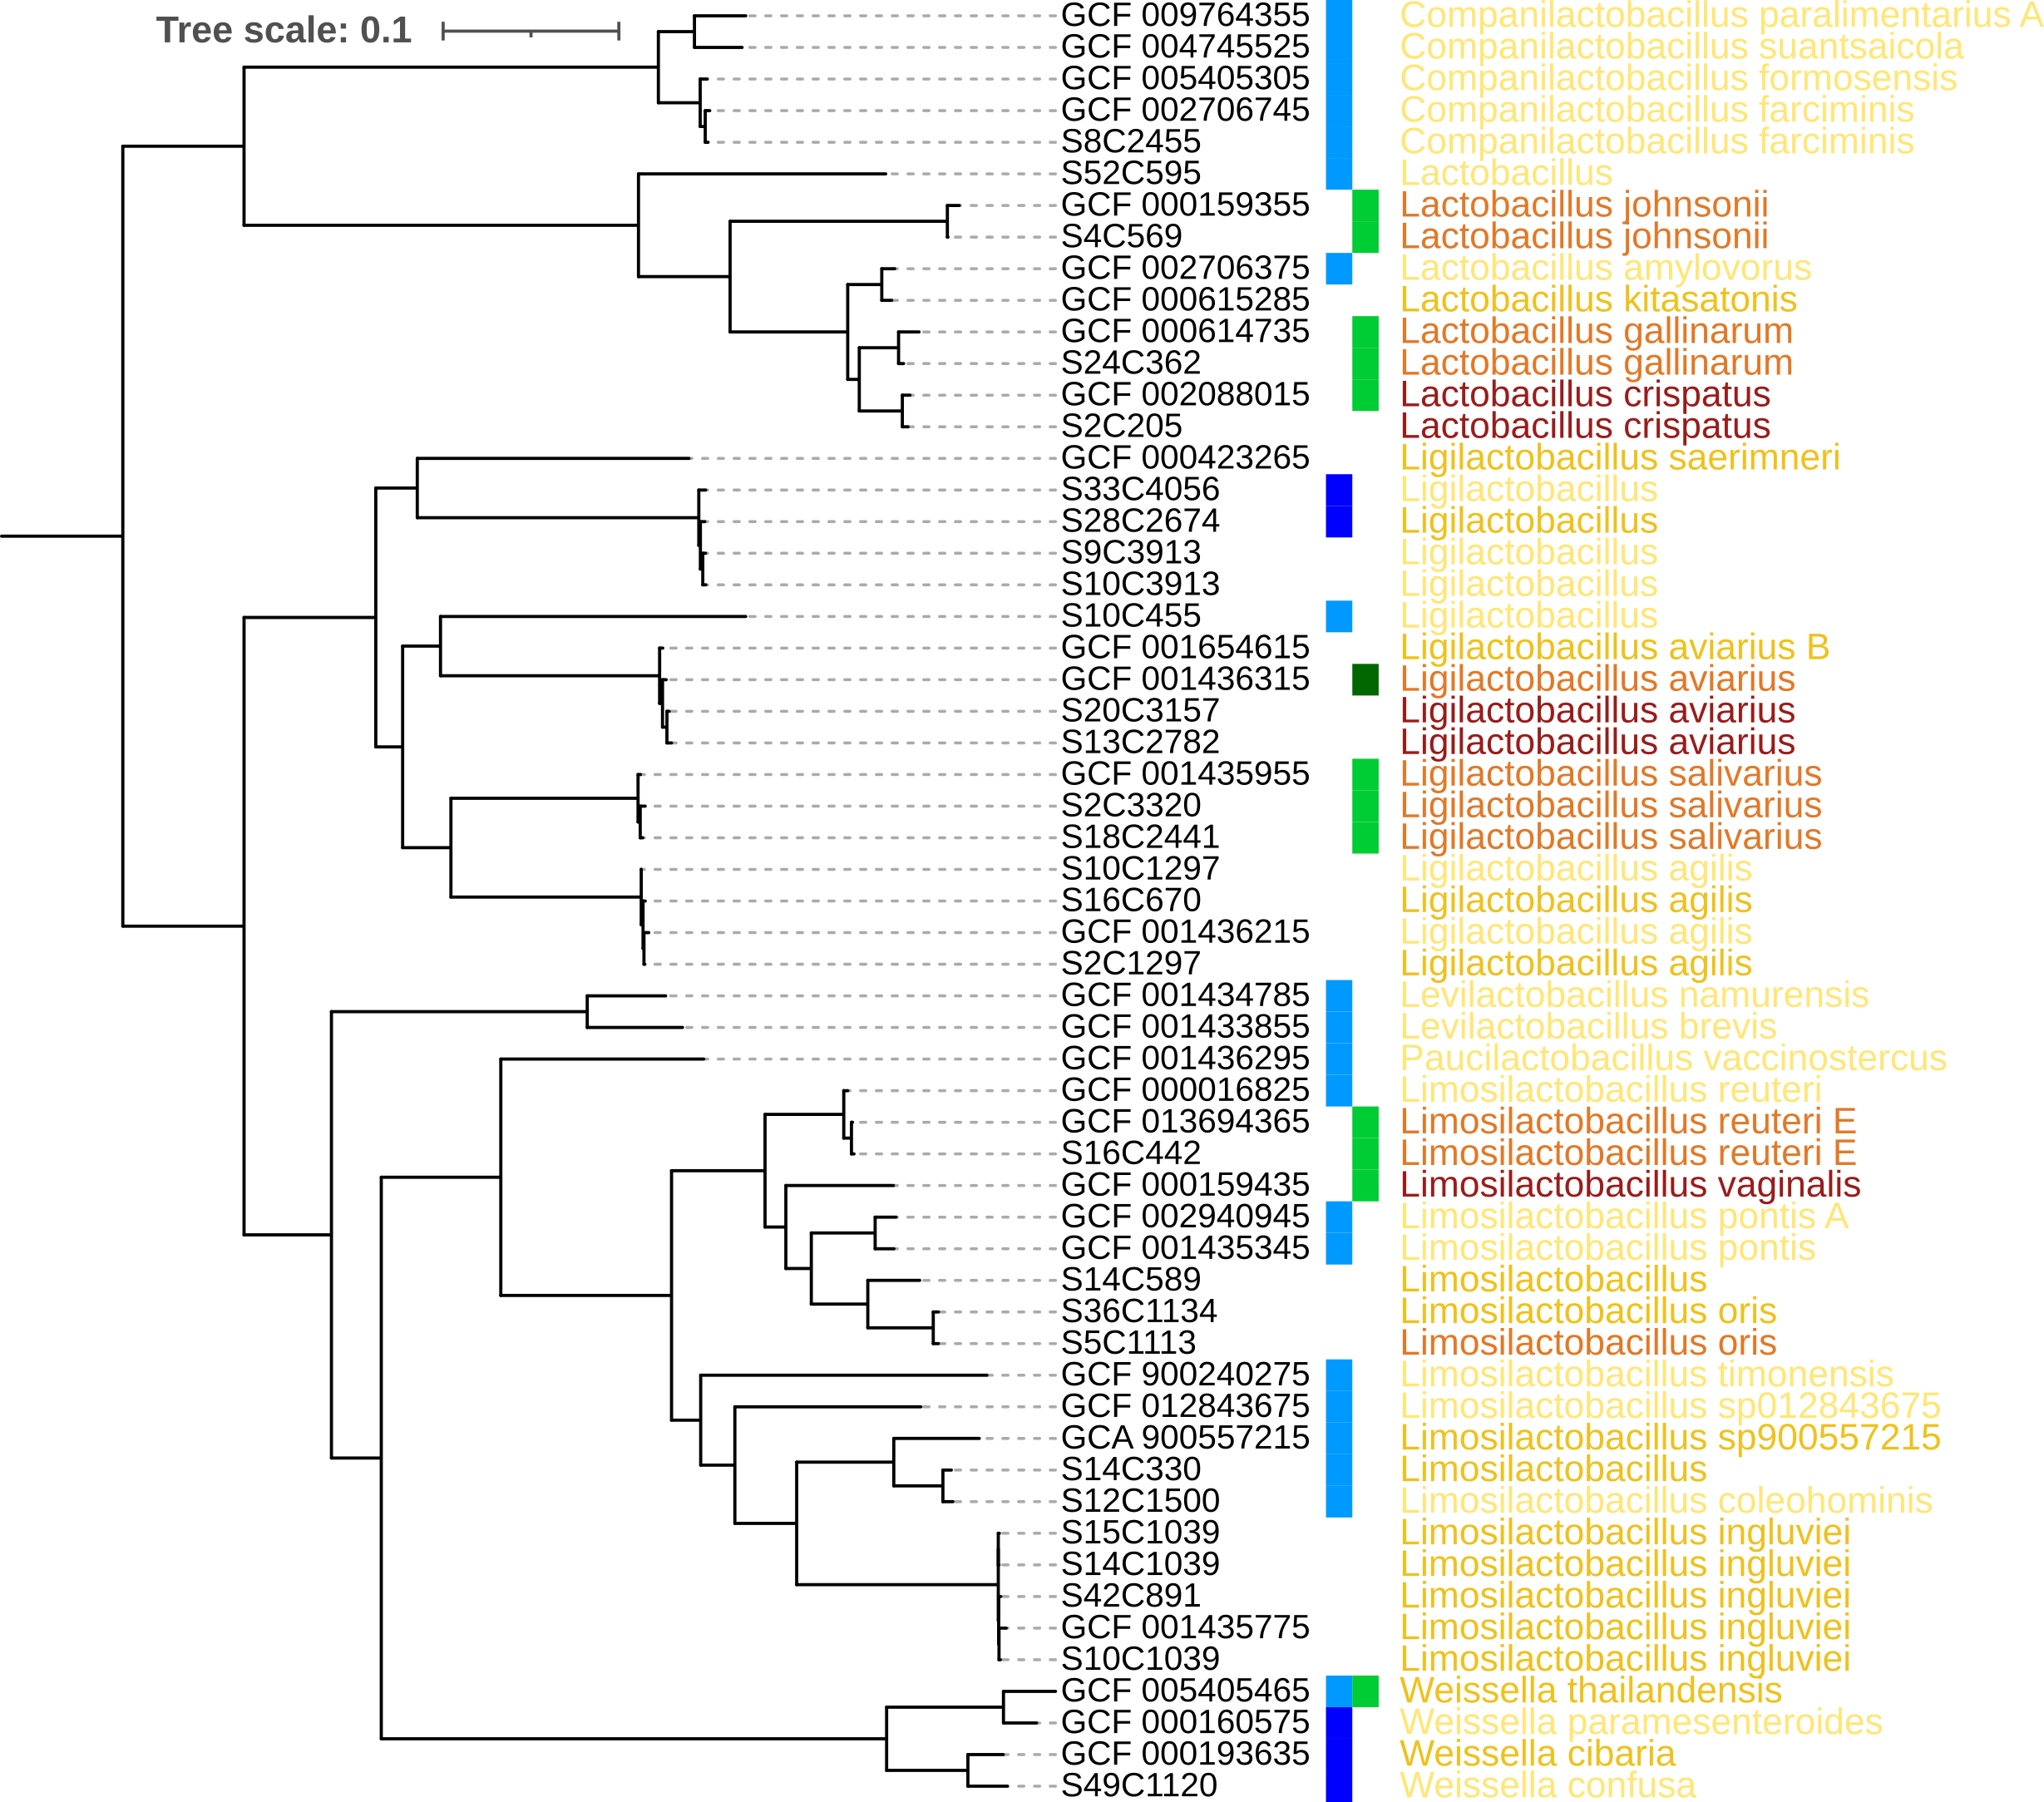 Tree scale: 0.1
GCF 009764355 Companilactobacillus paralimentarius A
GCF 004745525 Companilactobacillus suantsaicola
GCF 005405305 Companilactobacillus formosensis
GCF 002706745 Companilactobacillus farciminis
S8C2455 Companilactobacillus farciminis
S52C595 Lactobacillus
GCF 000159355 Lactobacillus johnsonii
S4C569 Lactobacillus johnsonii
GCF 002706375 Lactobacillus amylovorus
GCF 000615285 Lactobacillus kitasatonis
GCF 000614735 Lactobacillus gallinarum
S24C362 Lactobacillus gallinarum
GCF 002088015 Lactobacillus crispatus
S2C205 Lactobacillus crispatus
GCF 000423265 Ligilactobacillus saerimneri
S33C4056 Ligilactobacillus
S28C2674 Ligilactobacillus
S9C3913 Ligilactobacillus
S10C3913 Ligilactobacillus
S10C455 Ligilactobacillus
GCF 001654615 Ligilactobacillus aviarius B
GCF 001436315 Ligilactobacillus aviarius
S20C3157 Ligilactobacillus aviarius
S13C2782 Ligilactobacillus aviarius
GCF 001435955 Ligilactobacillus salivarius
S2C3320 Ligilactobacillus salivarius
S18C2441 Ligilactobacillus salivarius
S10C1297 Ligilactobacillus agilis
S16C670 Ligilactobacillus agilis
GCF 001436215 Ligilactobacillus agilis
S2C1297 Ligilactobacillus agilis
GCF 001434785 Levilactobacillus namurensis
GCF 001433855 Levilactobacillus brevis
GCF 001436295 Paucilactobacillus vaccinostercus
GCF 000016825 Limosilactobacillus reuteri
GCF 013694365 Limosilactobacillus reuteri E
S16C442 Limosilactobacillus reuteri E
GCF 000159435 Limosilactobacillus vaginalis
GCF 002940945 Limosilactobacillus pontis A
GCF 001435345 Limosilactobacillus pontis
S14C589 Limosilactobacillus
S36C1134 Limosilactobacillus oris
S5C1113 Limosilactobacillus oris
GCF 900240275 Limosilactobacillus timonensis
GCF 012843675 Limosilactobacillus sp012843675
GCA 900557215 Limosilactobacillus sp900557215
S14C330 Limosilactobacillus
S12C1500 Limosilactobacillus coleohominis
S15C1039 Limosilactobacillus ingluviei
S14C1039 Limosilactobacillus ingluviei
S42C891 Limosilactobacillus ingluviei
GCF 001435775 Limosilactobacillus ingluviei
S10C1039 Limosilactobacillus ingluviei
GCF 005405465 Weissella thailandensis
GCF 000160575 Weissella paramesenteroides
GCF 000193635 Weissella cibaria
S49C1120 Weissella confusa